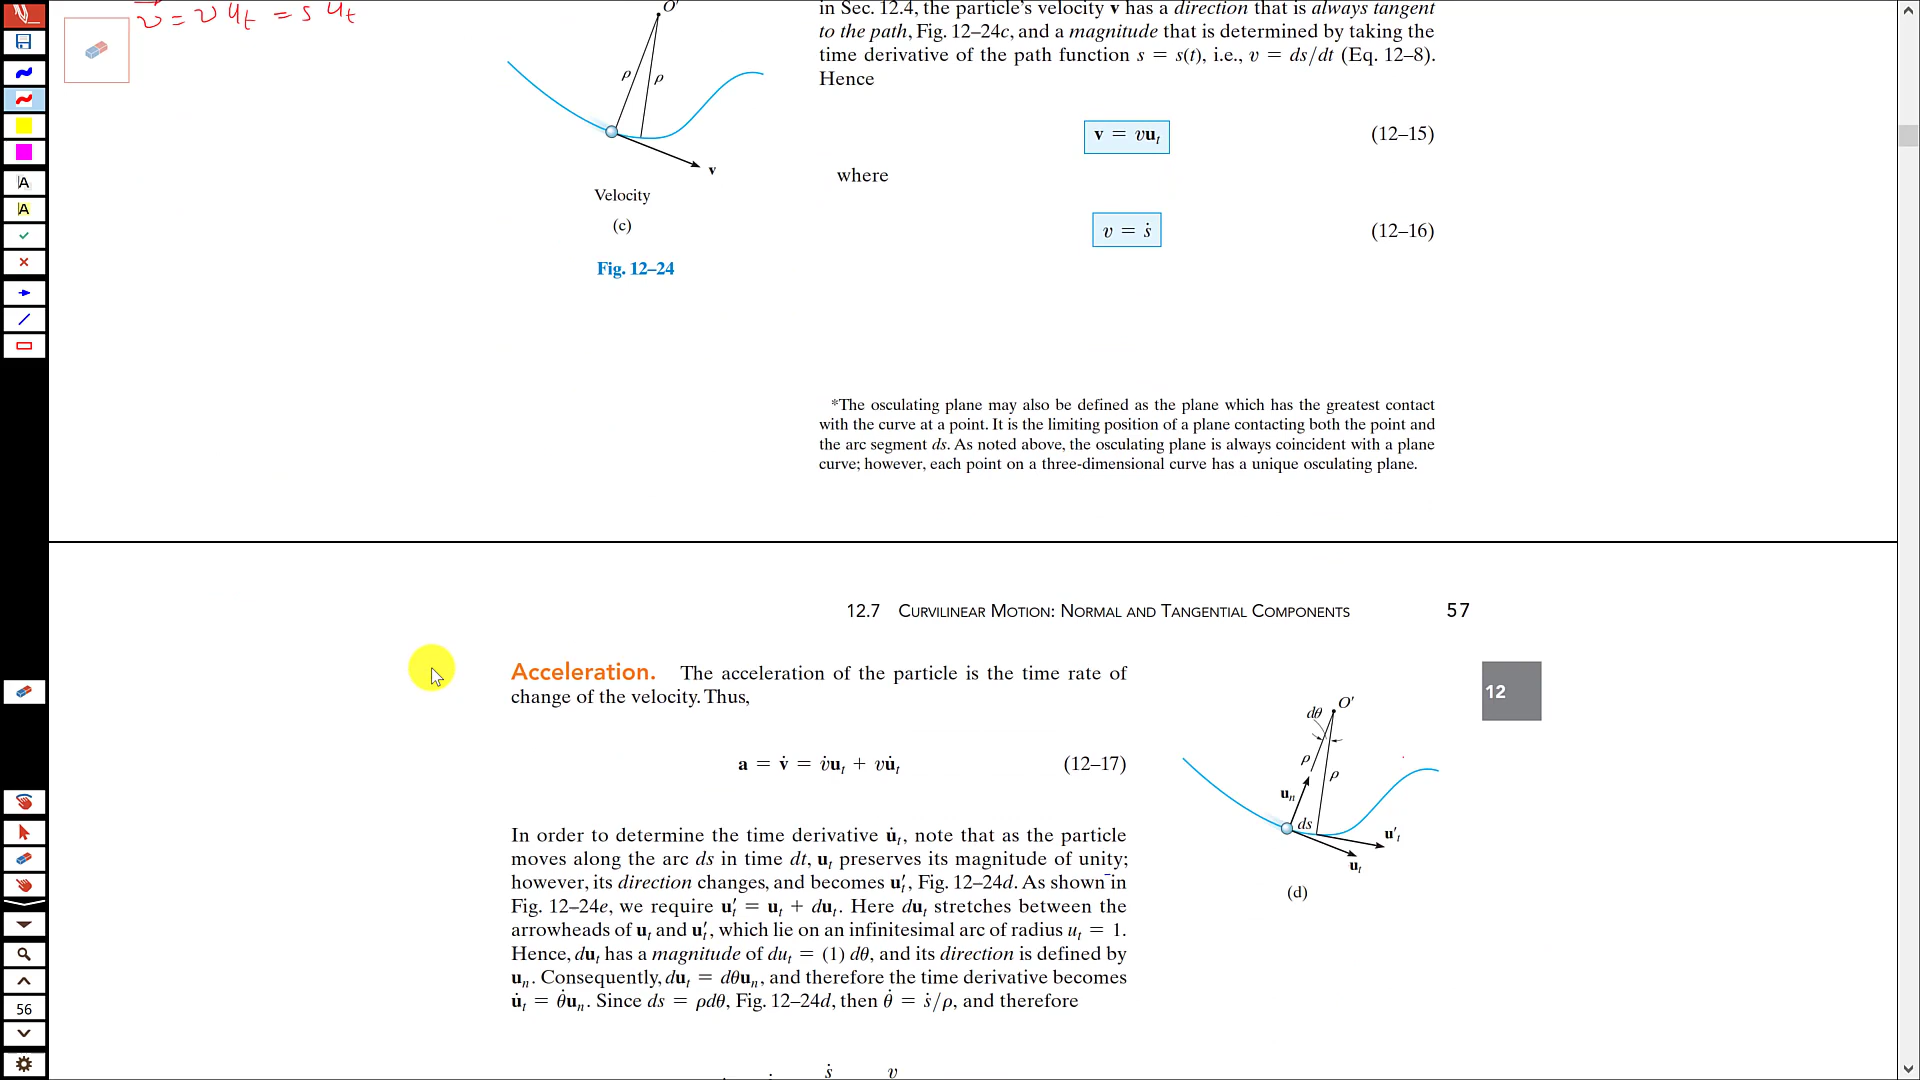 v = v u_t = ṡ u_t
O'
ρ
ρ
v
Velocity
(c)
Fig. 12–24
in Sec. 12.4, the particle's velocity v has a direction that is always tangent
to the path, Fig. 12–24c, and a magnitude that is determined by taking the
time derivative of the path function s = s(t), i.e., v = ds/dt (Eq. 12–8).
Hence
v = vu_t (12–15)
where
v = ṡ (12–16)
*The osculating plane may also be defined as the plane which has the greatest contact
with the curve at a point. It is the limiting position of a plane contacting both the point and
the arc segment ds. As noted above, the osculating plane is always coincident with a plane
curve; however, each point on a three-dimensional curve has a unique osculating plane.
12.7 CURVILINEAR MOTION: NORMAL AND TANGENTIAL COMPONENTS 57
Acceleration. The acceleration of the particle is the time rate of
change of the velocity. Thus,
a = v̇ = v̇u_t + vu̇_t (12–17)
In order to determine the time derivative u̇_t, note that as the particle
moves along the arc ds in time dt, u_t preserves its magnitude of unity;
however, its direction changes, and becomes u'_t, Fig. 12–24d. As shown in
Fig. 12–24e, we require u'_t = u_t + du_t. Here du_t stretches between the
arrowheads of u_t and u'_t, which lie on an infinitesimal arc of radius u_t = 1.
Hence, du_t has a magnitude of du_t = (1) dθ, and its direction is defined by
u_n. Consequently, du_t = dθu_n, and therefore the time derivative becomes
u̇_t = θ̇u_n. Since ds = ρdθ, Fig. 12–24d, then θ̇ = ṡ/ρ, and therefore
ṡ v
12
dθ
O'
ρ
ρ
u_n
ds
u'_t
u_t
(d)
A
A
56